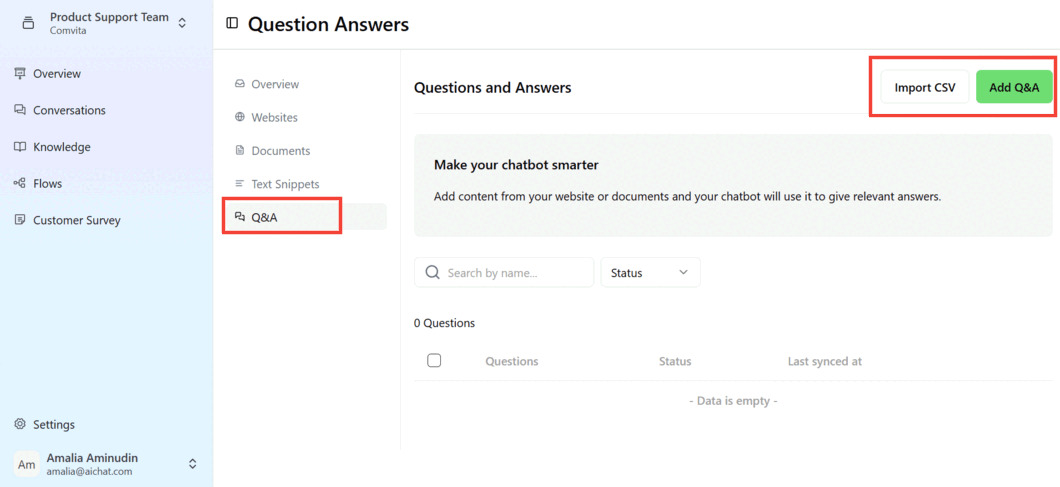 Product Support Team
Comvita
Overview
Conversations
Knowledge
Flows
Customer Survey
Settings
Am
Amalia Aminudin
amalia@aichat.com
Question Answers
Overview
Websites
Documents
Text Snippets
Q&A
Questions and Answers
Import CSV
Add Q&A
Make your chatbot smarter
Add content from your website or documents and your chatbot will use it to give relevant answers.
Search by name...
Status
0 Questions
Questions Status Last synced at
- Data is empty -